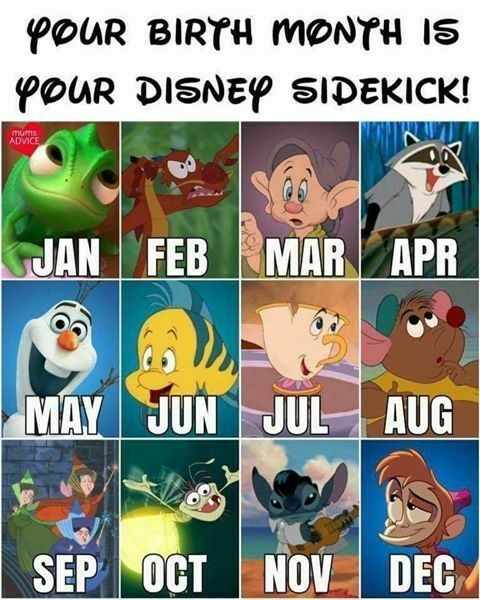 YOUR BIRTH MONTH IS
YOUR DISNEY SIDEKICK!
mums
ADVICE
JAN FEB MAR APR
MAY JUN JUL AUG
SEP OCT NOV DEC